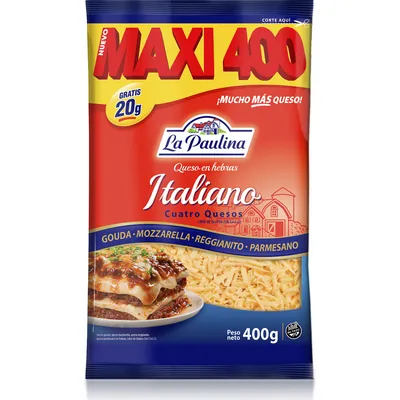 CORTE AQUÍ
NUEVO
MAXI 400
GRATIS
20g
¡MUCHO MÁS QUESO!
La Paulina
Queso en hebras
Italiano
Cuatro Quesos
GOUDA • MOZZARELLA • REGGIANITO • PARMESANO
Peso
neto
400g